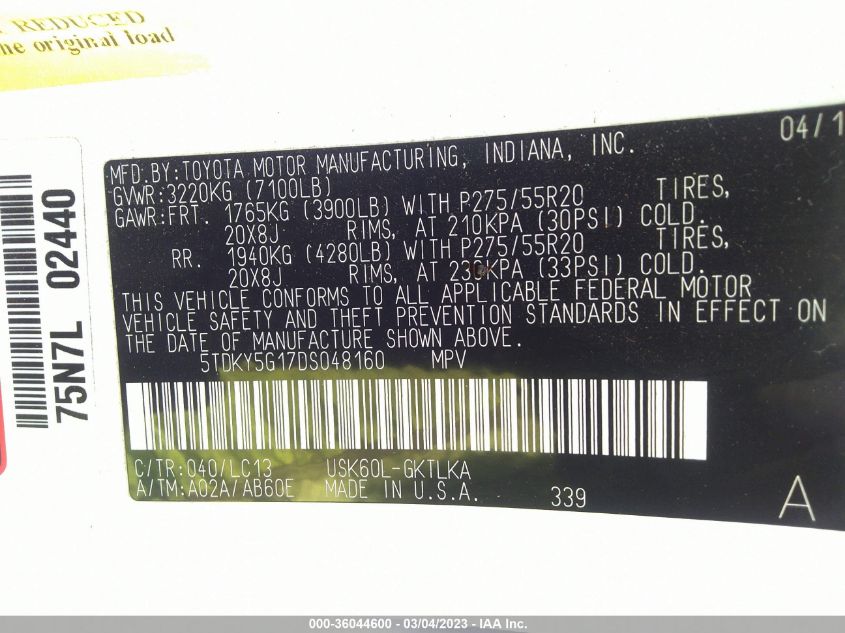 REDUCED
he original load
75N7L 02440
04/1
MFD.BY:TOYOTA MOTOR MANUFACTURING, INDIANA, INC.
GVWR:3220KG (7100LB)
GAWR:FRT. 1765KG (3900LB) WITH P275/55R20 TIRES,
20X8J RIMS, AT 210KPA (30PSI) COLD.
RR. 1940KG (4280LB) WITH P275/55R20 TIRES,
20X8J RIMS, AT 230KPA (33PSI) COLD.
THIS VEHICLE CONFORMS TO ALL APPLICABLE FEDERAL MOTOR
VEHICLE SAFETY AND THEFT PREVENTION STANDARDS IN EFFECT ON
THE DATE OF MANUFACTURE SHOWN ABOVE.
5TDKY5G17DS048160 MPV
C/TR:040/LC13 USK60L-GKTLKA
A/TM:A02A/AB60E MADE IN U.S.A. 339 A
000-36044600 - 03/04/2023 - IAA Inc.